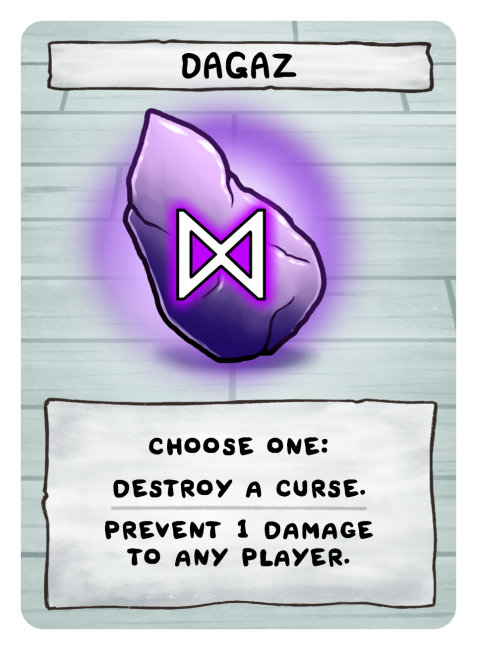 DAGAZ
ᛞ
CHOOSE ONE:
DESTROY A CURSE.
PREVENT 1 DAMAGE
TO ANY PLAYER.